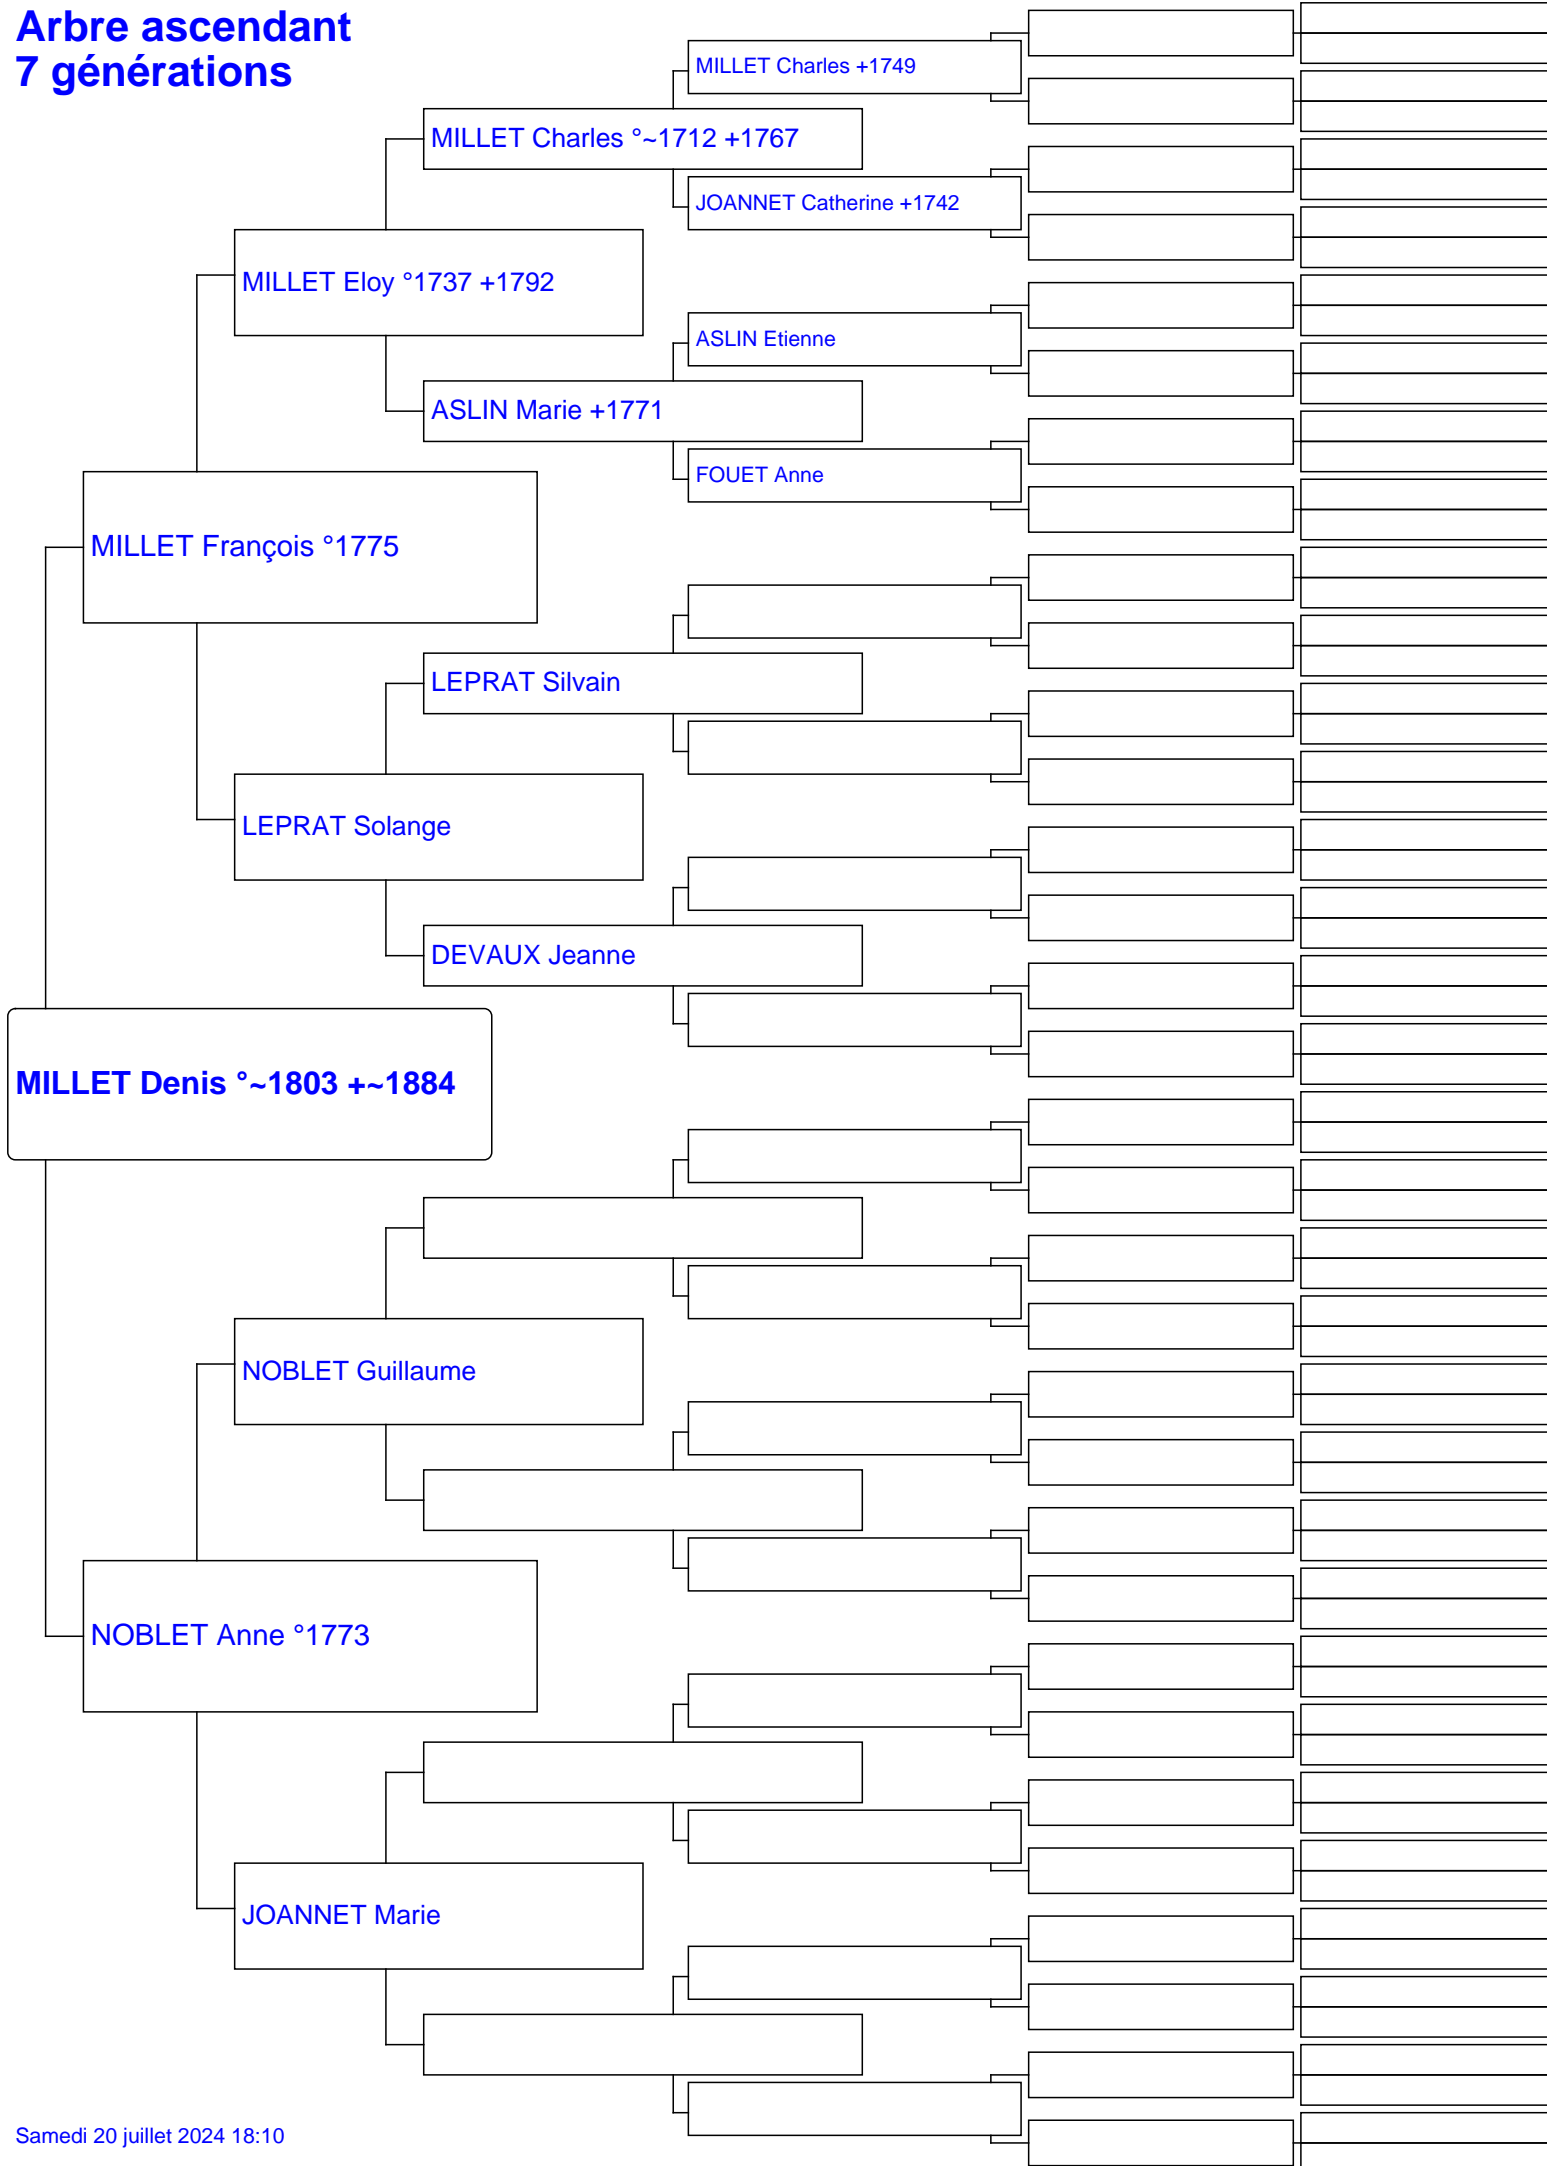 Arbre ascendant
7 générations
MILLET Charles +1749
MILLET Charles °~1712 +1767
JOANNET Catherine +1742
MILLET Eloy °1737 +1792
ASLIN Etienne
ASLIN Marie +1771
FOUET Anne
MILLET François °1775
LEPRAT Silvain
LEPRAT Solange
DEVAUX Jeanne
MILLET Denis °~1803 +~1884
NOBLET Guillaume
NOBLET Anne °1773
JOANNET Marie
Samedi 20 juillet 2024 18:10